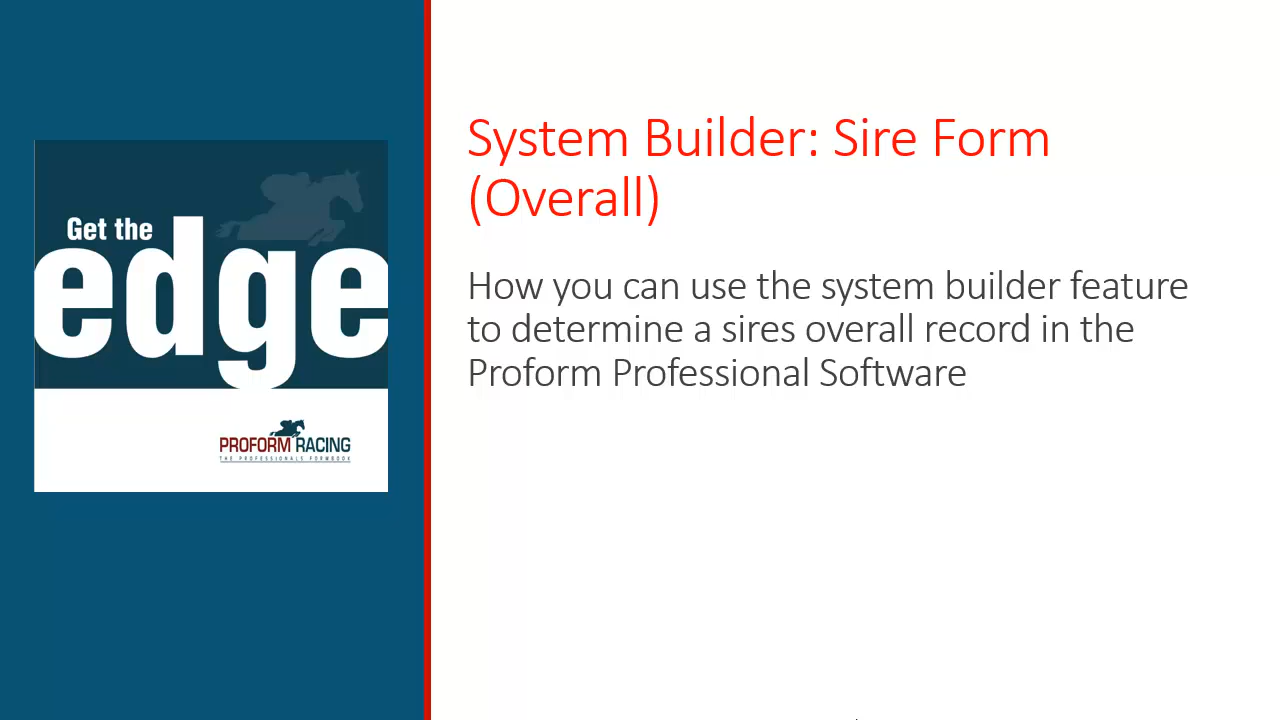 System Builder: Sire Form
(Overall)
How you can use the system builder feature
to determine a sires overall record in the
Proform Professional Software
Get the
edge
PROFORM RACING
THE PROFESSIONALS FORMBOOK